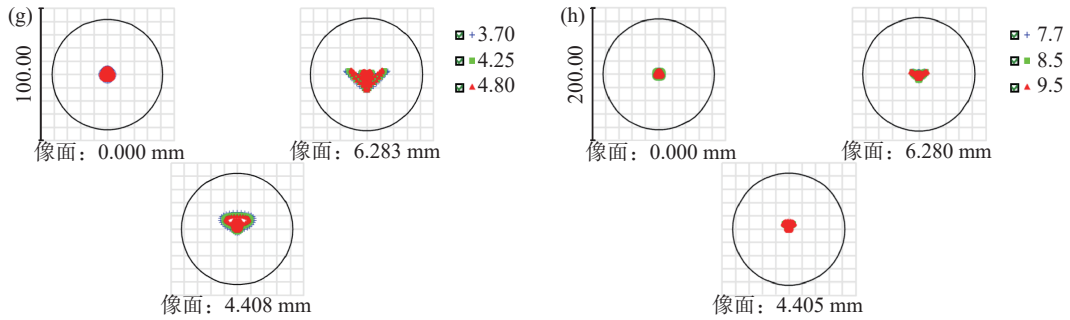 (g)
100.00
+ 3.70
4.25
4.80
像面：0.000 mm
像面：6.283 mm
像面：4.408 mm
(h)
200.00
+ 7.7
8.5
9.5
像面：0.000 mm
像面：6.280 mm
像面：4.405 mm